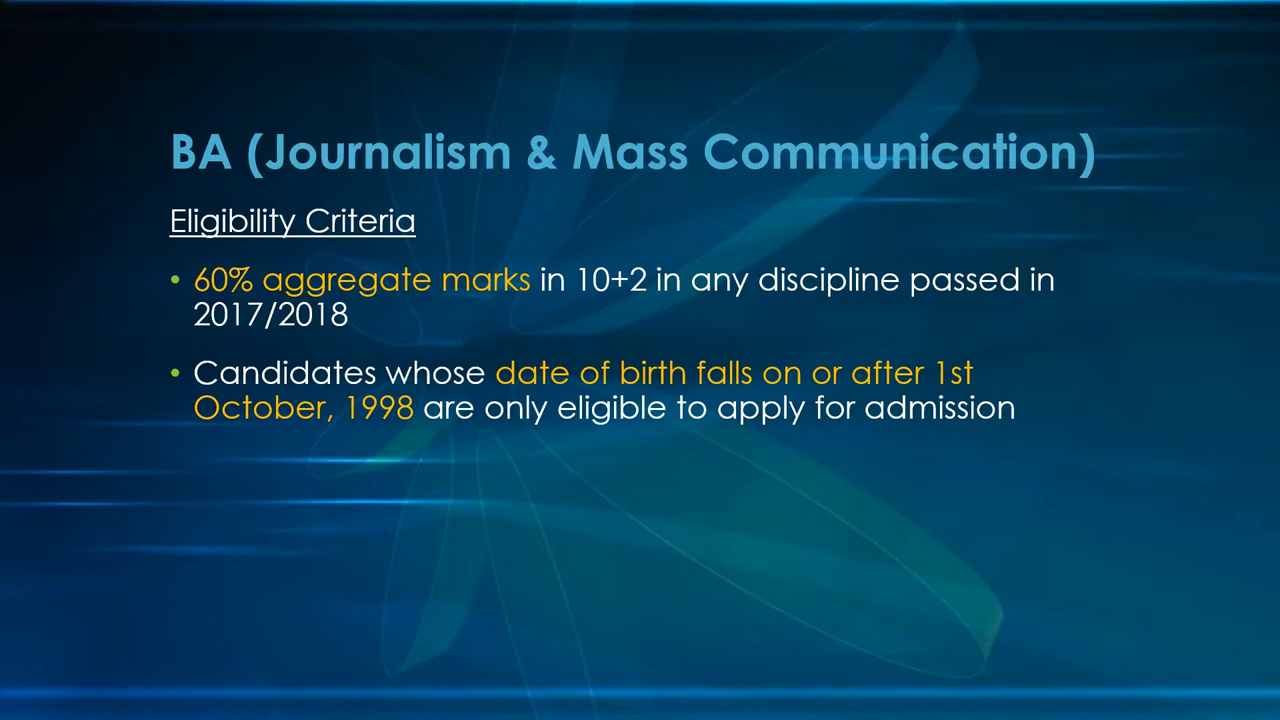 BA (Journalism & Mass Communication)
Eligibility Criteria
• 60% aggregate marks in 10+2 in any discipline passed in
2017/2018
• Candidates whose date of birth falls on or after 1st
October, 1998 are only eligible to apply for admission